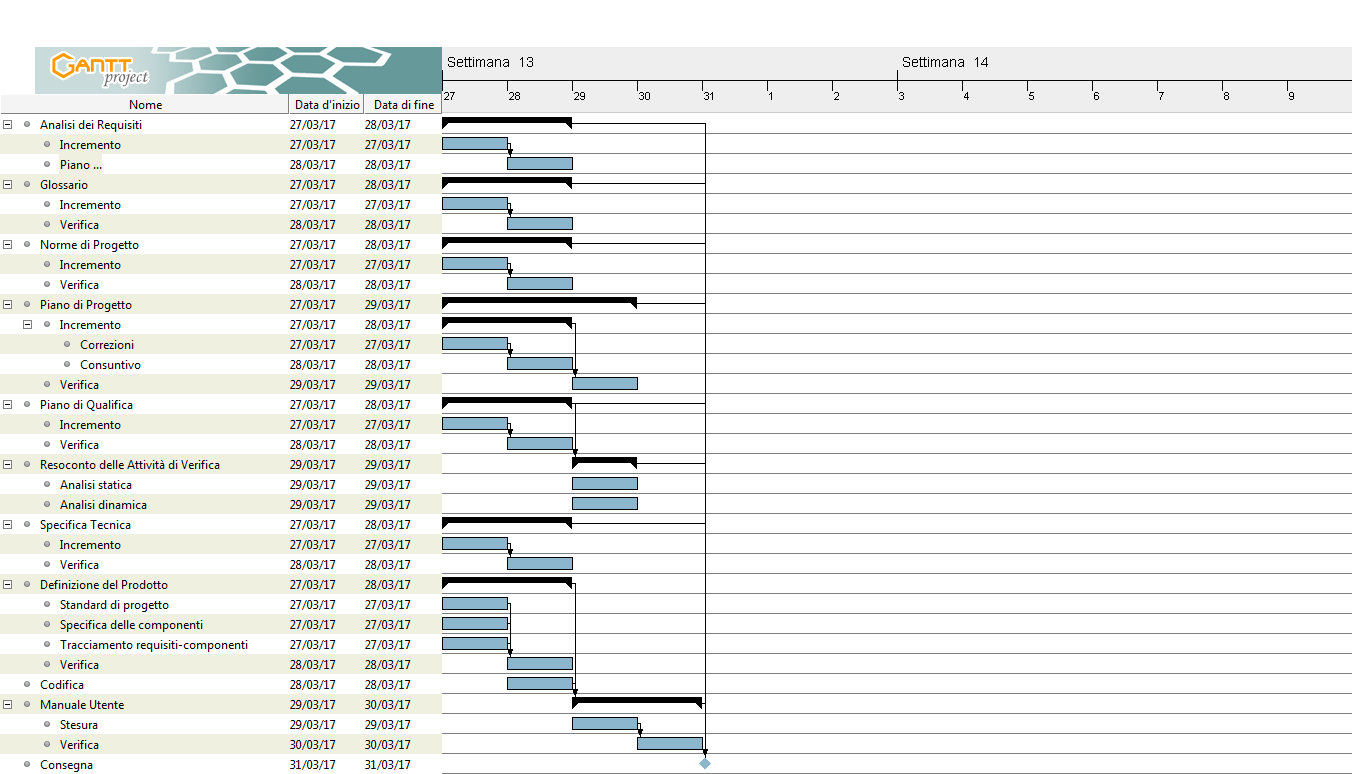 GANTT
project
Settimana 13 Settimana 14
27 28 29 30 31 1 2 3 4 5 6 7 8 9
Nome Data d'inizio Data di fine
Analisi dei Requisiti 27/03/17 28/03/17
Incremento 27/03/17 27/03/17
Piano ... 28/03/17 28/03/17
Glossario 27/03/17 28/03/17
Incremento 27/03/17 27/03/17
Verifica 28/03/17 28/03/17
Norme di Progetto 27/03/17 28/03/17
Incremento 27/03/17 27/03/17
Verifica 28/03/17 28/03/17
Piano di Progetto 27/03/17 29/03/17
Incremento 27/03/17 28/03/17
Correzioni 27/03/17 27/03/17
Consuntivo 28/03/17 28/03/17
Verifica 29/03/17 29/03/17
Piano di Qualifica 27/03/17 28/03/17
Incremento 27/03/17 27/03/17
Verifica 28/03/17 28/03/17
Resoconto delle Attività di Verifica 29/03/17 29/03/17
Analisi statica 29/03/17 29/03/17
Analisi dinamica 29/03/17 29/03/17
Specifica Tecnica 27/03/17 28/03/17
Incremento 27/03/17 27/03/17
Verifica 28/03/17 28/03/17
Definizione del Prodotto 27/03/17 28/03/17
Standard di progetto 27/03/17 27/03/17
Specifica delle componenti 27/03/17 27/03/17
Tracciamento requisiti-componenti 27/03/17 27/03/17
Verifica 28/03/17 28/03/17
Codifica 28/03/17 28/03/17
Manuale Utente 29/03/17 30/03/17
Stesura 29/03/17 29/03/17
Verifica 30/03/17 30/03/17
Consegna 31/03/17 31/03/17